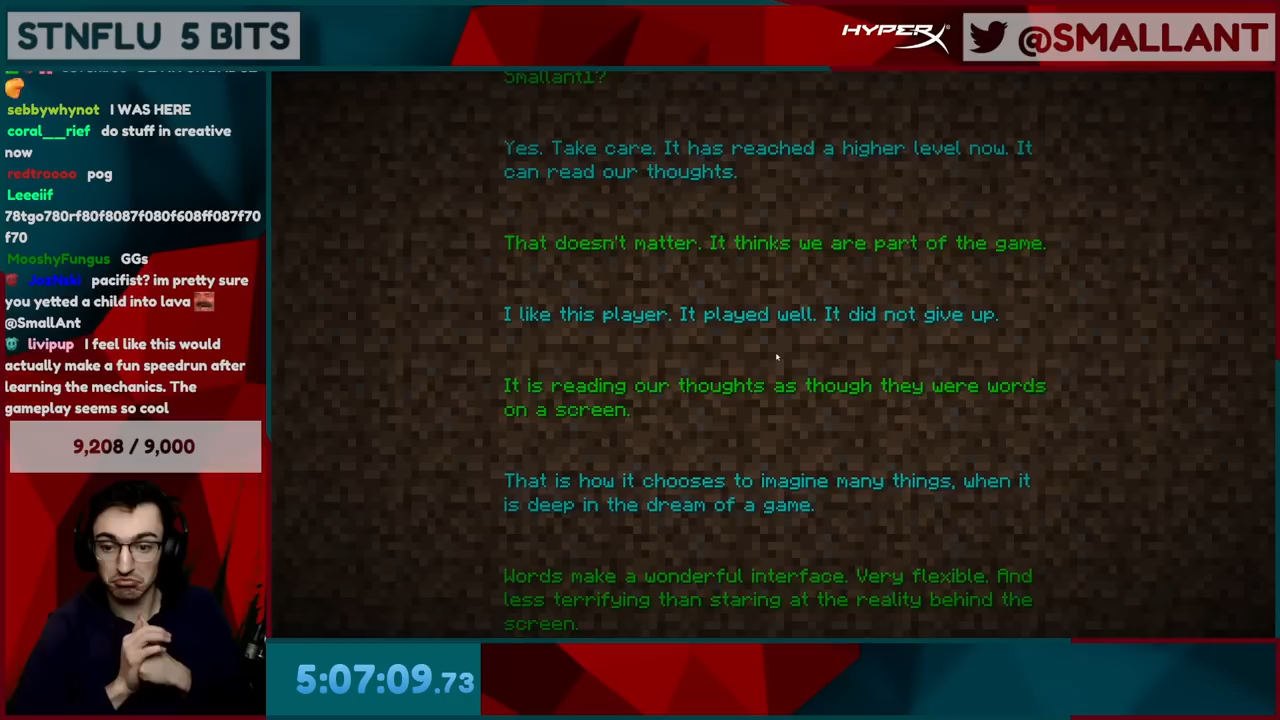 STNFLU 5 BITS
HYPERX
@SMALLANT
sebbywhynot I WAS HERE
coral__rief do stuff in creative
now
redtroooo pog
Leeeiif
78tgo780rf80f8087f080f608ff087f70
f70
MooshyFungus GGs
pacifist? im pretty sure
you yetted a child into lava
@SmallAnt
livipup I feel like this would
actually make a fun speedrun after
learning the mechanics. The
gameplay seems so cool
9,208 / 9,000
Smallant1?
Yes. Take care. It has reached a higher level now. It
can read our thoughts.
That doesn't matter. It thinks we are part of the game.
I like this player. It played well. It did not give up.
It is reading our thoughts as though they were words
on a screen.
That is how it chooses to imagine many things, when it
is deep in the dream of a game.
Words make a wonderful interface. Very flexible. And
less terrifying than staring at the reality behind the
screen.
5:07:09.73